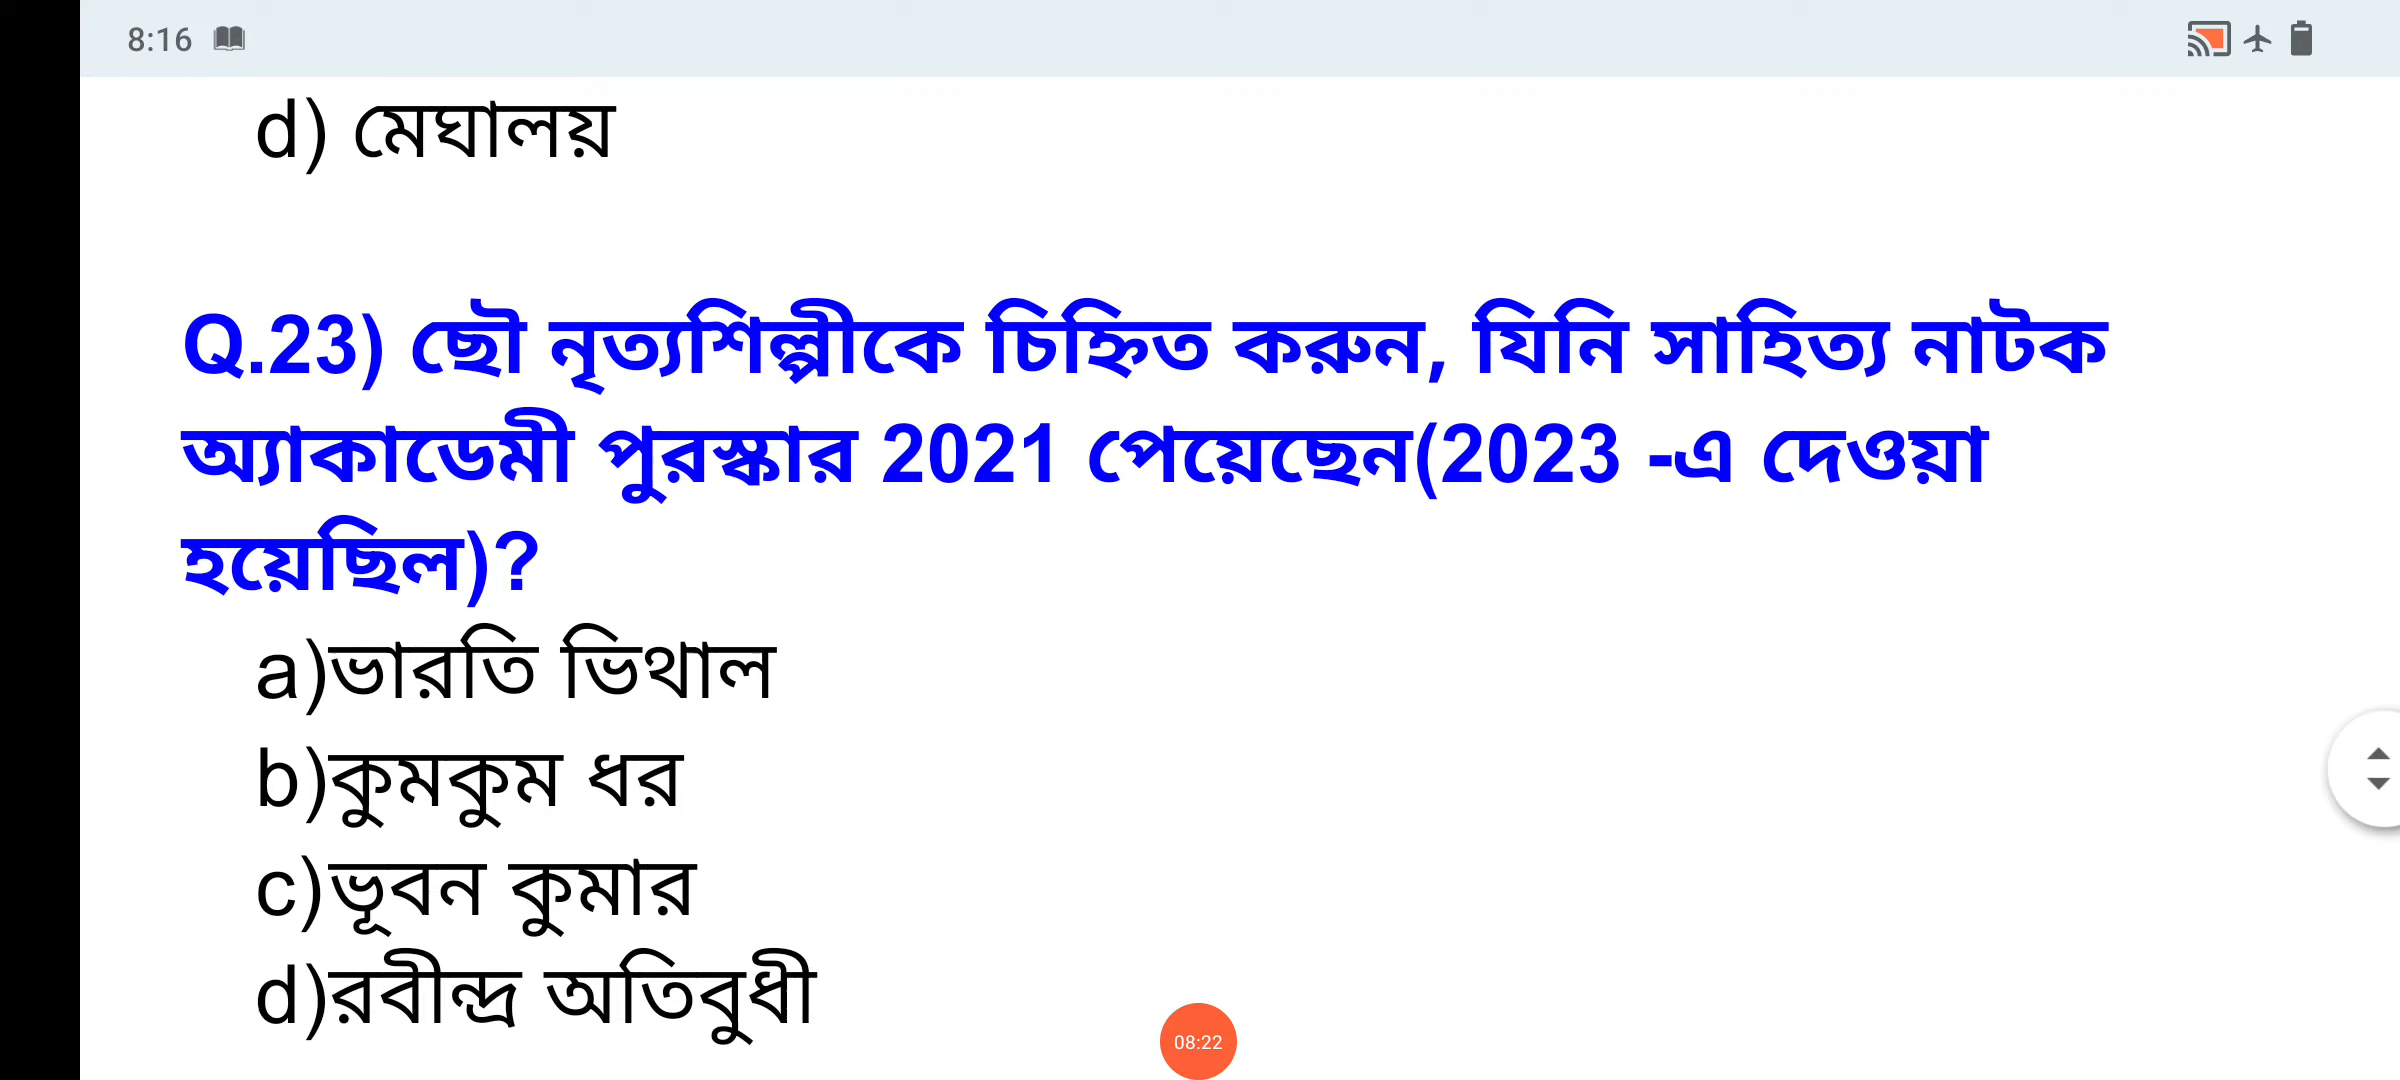 8:16
d) মেঘালয়
Q.23) ছৌ নৃত্যশিল্পীকে চিহ্নিত করুন, যিনি সাহিত্য নাটক
অ্যাকাডেমী পুরস্কার 2021 পেয়েছেন(2023 -এ দেওয়া
হয়েছিল)?
a)ভারতি ভিথাল
b)কুমকুম ধর
c)ভূবন কুমার
d)রবীন্দ্র অতিবুধী
08:22